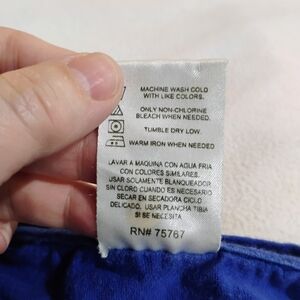 MACHINE WASH COLD
WITH LIKE COLORS.
ONLY NON-CHLORINE
BLEACH WHEN NEEDED.
TUMBLE DRY LOW.
WARM IRON WHEN NEEDED
LAVAR A MAQUINA CON AGUA FRIA
CON COLORES SIMILARES.
USAR SOLAMENTE BLANQUEADOR
SIN CLORO CUANDO ES NECESARIO
SECAR EN SECADORA CICLO
DELICADO. USAR PLANCHA TIBIA
SI SE NECESITA
RN# 75767